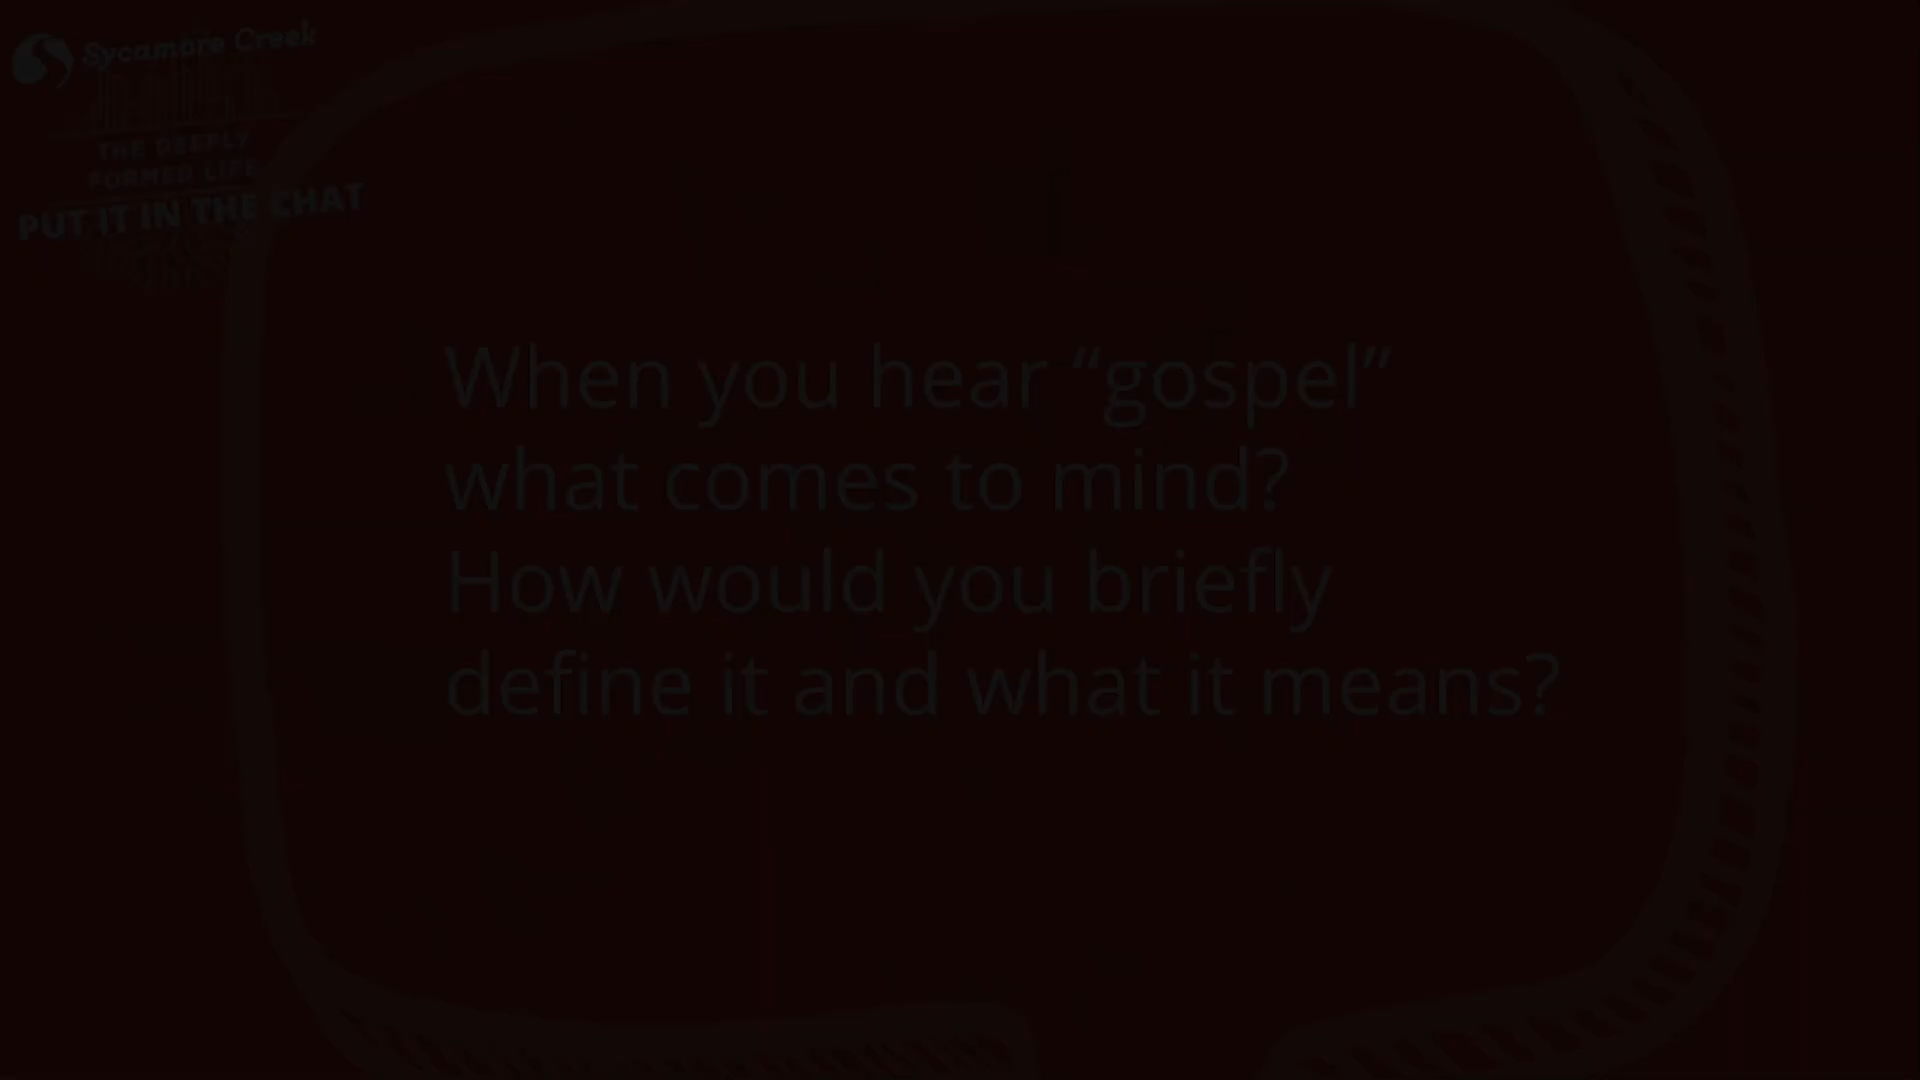 Sycamore Creek
THE DEEPLY
FORMED LIFE
PUT IT IN THE CHAT
When you hear “gospel”
what comes to mind?
How would you briefly
define it and what it means?